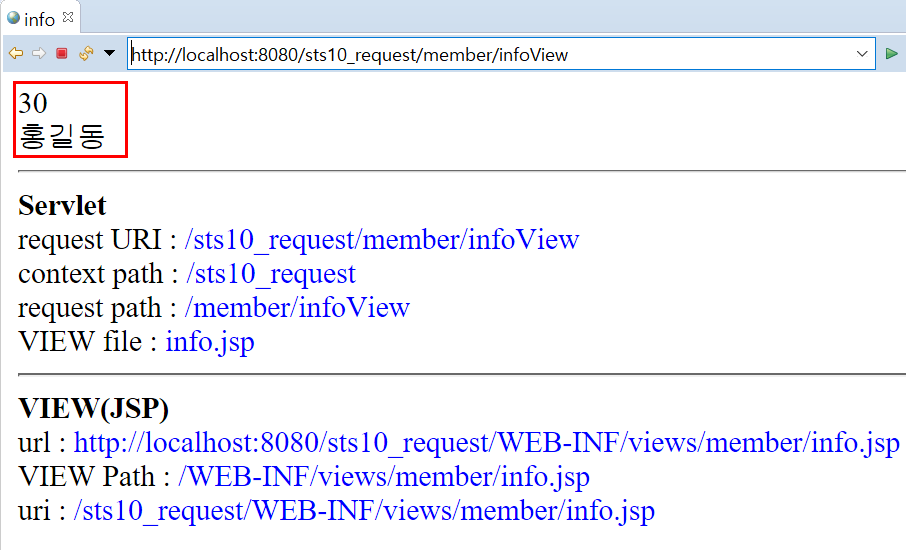 info
http://localhost:8080/sts10_request/member/infoView
30
홍길동
Servlet
request URI : /sts10_request/member/infoView
context path : /sts10_request
request path : /member/infoView
VIEW file : info.jsp
VIEW(JSP)
url : http://localhost:8080/sts10_request/WEB-INF/views/member/info.jsp
VIEW Path : /WEB-INF/views/member/info.jsp
uri : /sts10_request/WEB-INF/views/member/info.jsp